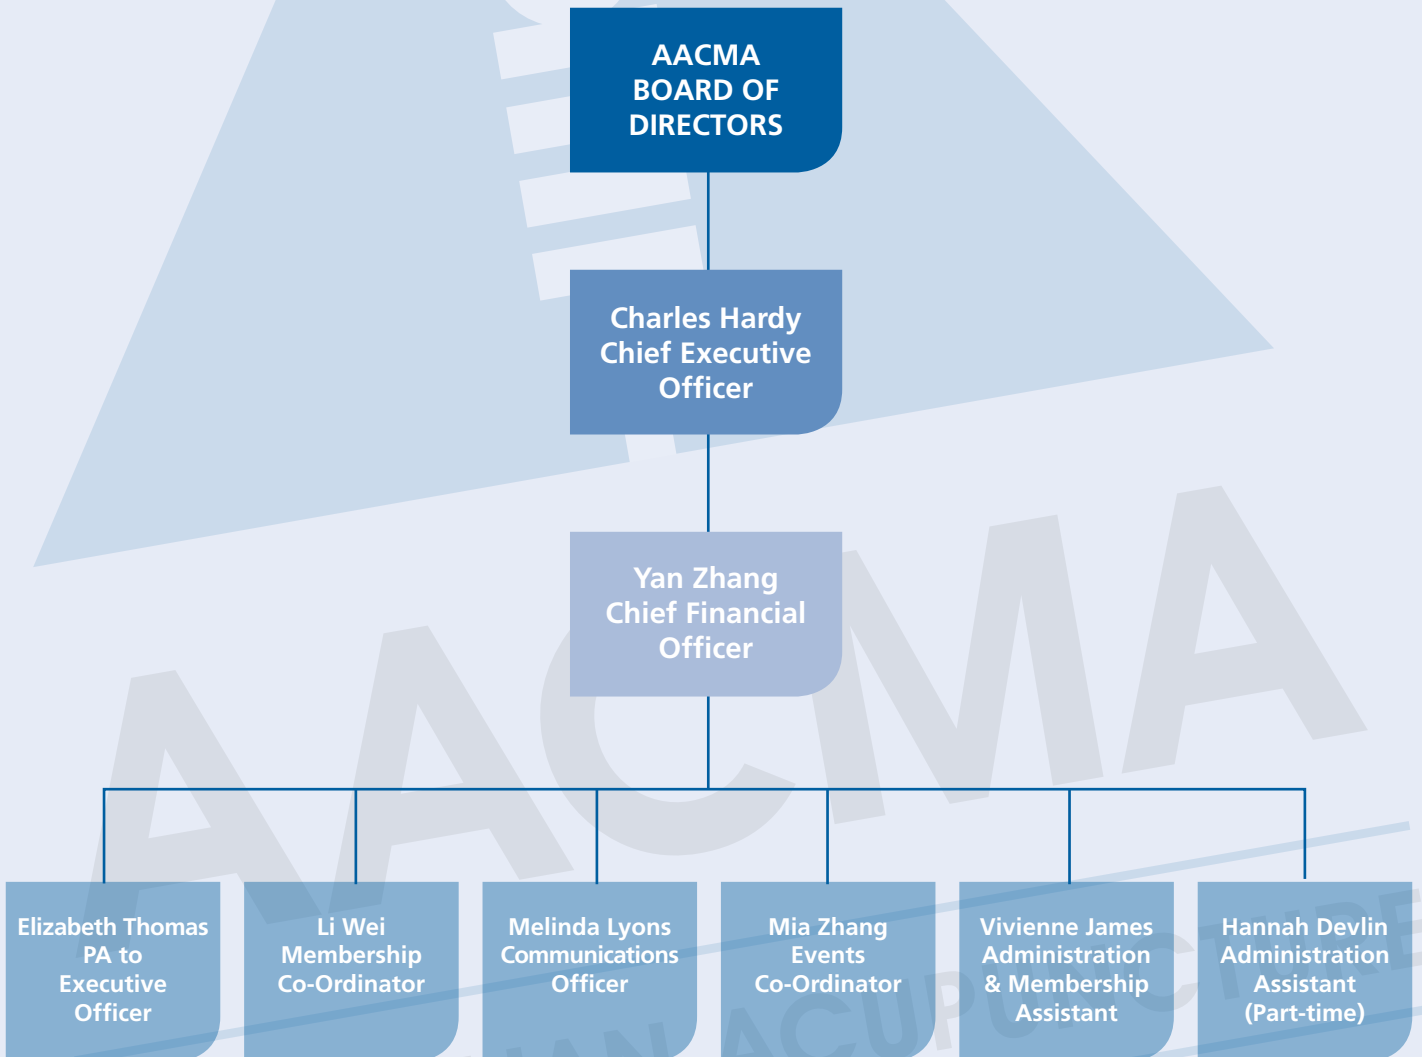 AACMA
BOARD OF
DIRECTORS
Charles Hardy
Chief Executive
Officer
Yan Zhang
Chief Financial
Officer
AACMA
Elizabeth Thomas
PA to
Executive
Officer
Li Wei
Membership
Co-Ordinator
Melinda Lyons
Communications
Officer
Mia Zhang
Events
Co-Ordinator
Vivienne James
Administration
& Membership
Assistant
Hannah Devlin
Administration
Assistant
(Part-time)
ACUPUNCTURE